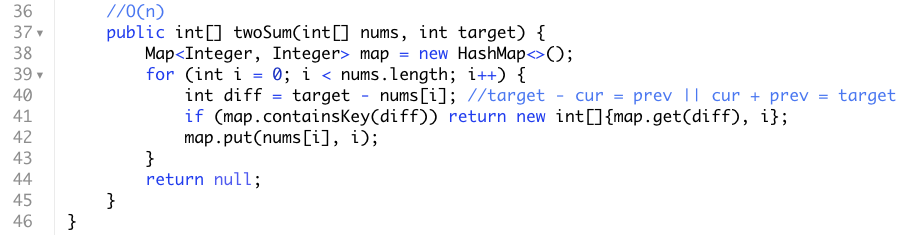 36 //O(n)
37 public int[] twoSum(int[] nums, int target) {
38 Map<Integer, Integer> map = new HashMap<>();
39 for (int i = 0; i < nums.length; i++) {
40 int diff = target - nums[i]; //target - cur = prev || cur + prev = target
41 if (map.containsKey(diff)) return new int[]{map.get(diff), i};
42 map.put(nums[i], i);
43 }
44 return null;
45 }
46 }